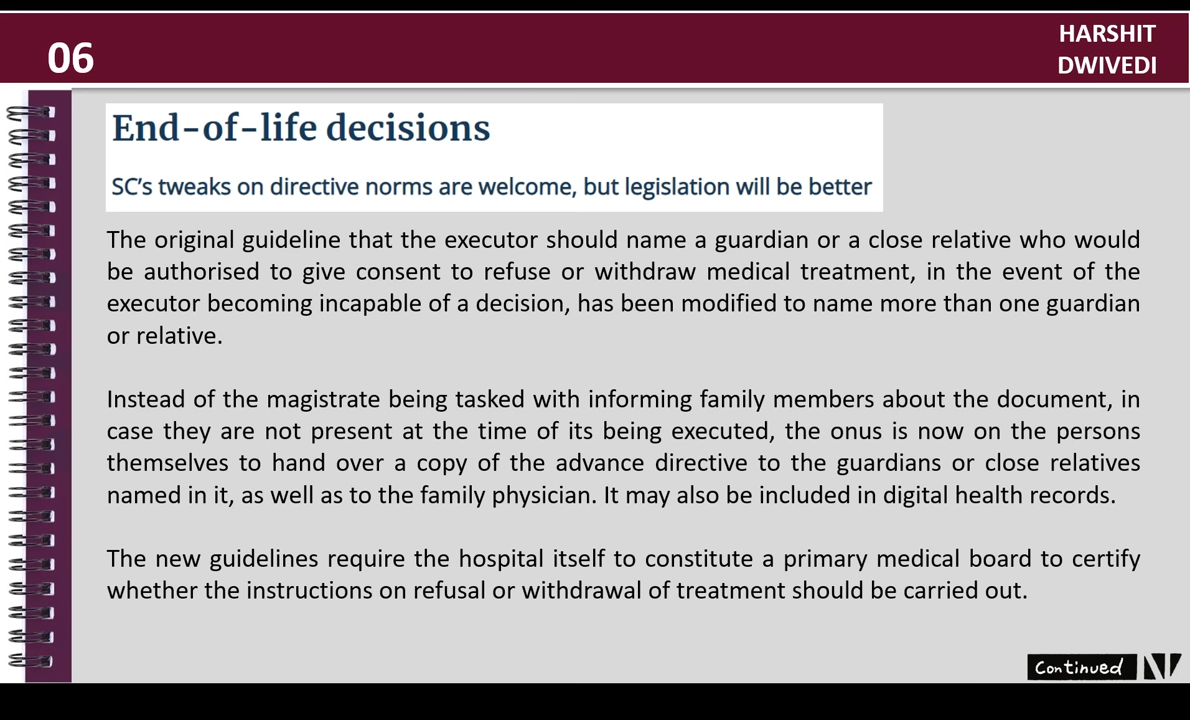 06
HARSHIT
DWIVEDI
End-of-life decisions
SC's tweaks on directive norms are welcome, but legislation will be better
The original guideline that the executor should name a guardian or a close relative who would
be authorised to give consent to refuse or withdraw medical treatment, in the event of the
executor becoming incapable of a decision, has been modified to name more than one guardian
or relative.
Instead of the magistrate being tasked with informing family members about the document, in
case they are not present at the time of its being executed, the onus is now on the persons
themselves to hand over a copy of the advance directive to the guardians or close relatives
named in it, as well as to the family physician. It may also be included in digital health records.
The new guidelines require the hospital itself to constitute a primary medical board to certify
whether the instructions on refusal or withdrawal of treatment should be carried out.
Continued